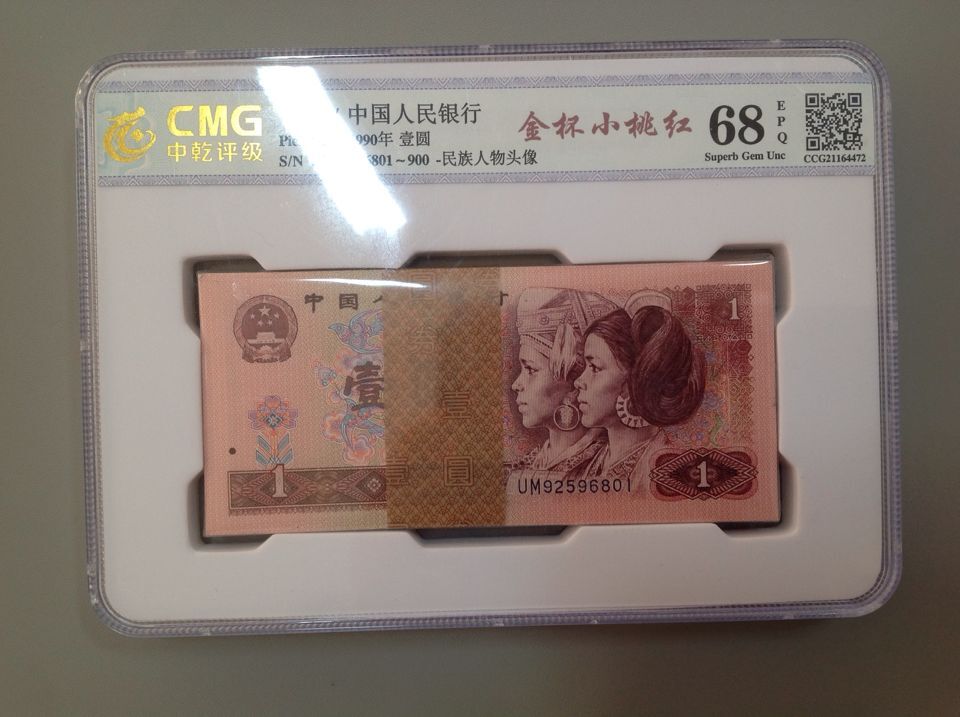 CMG
中乾评级
中国人民银行
990年 壹圆
S/N 6801~900 -民族人物头像
金杯小桃红
68
EPQ
Superb Gem Unc
CCG21164472
中国人
1
壹
圆
券
壹
圆
壹
1
UM92596801
1